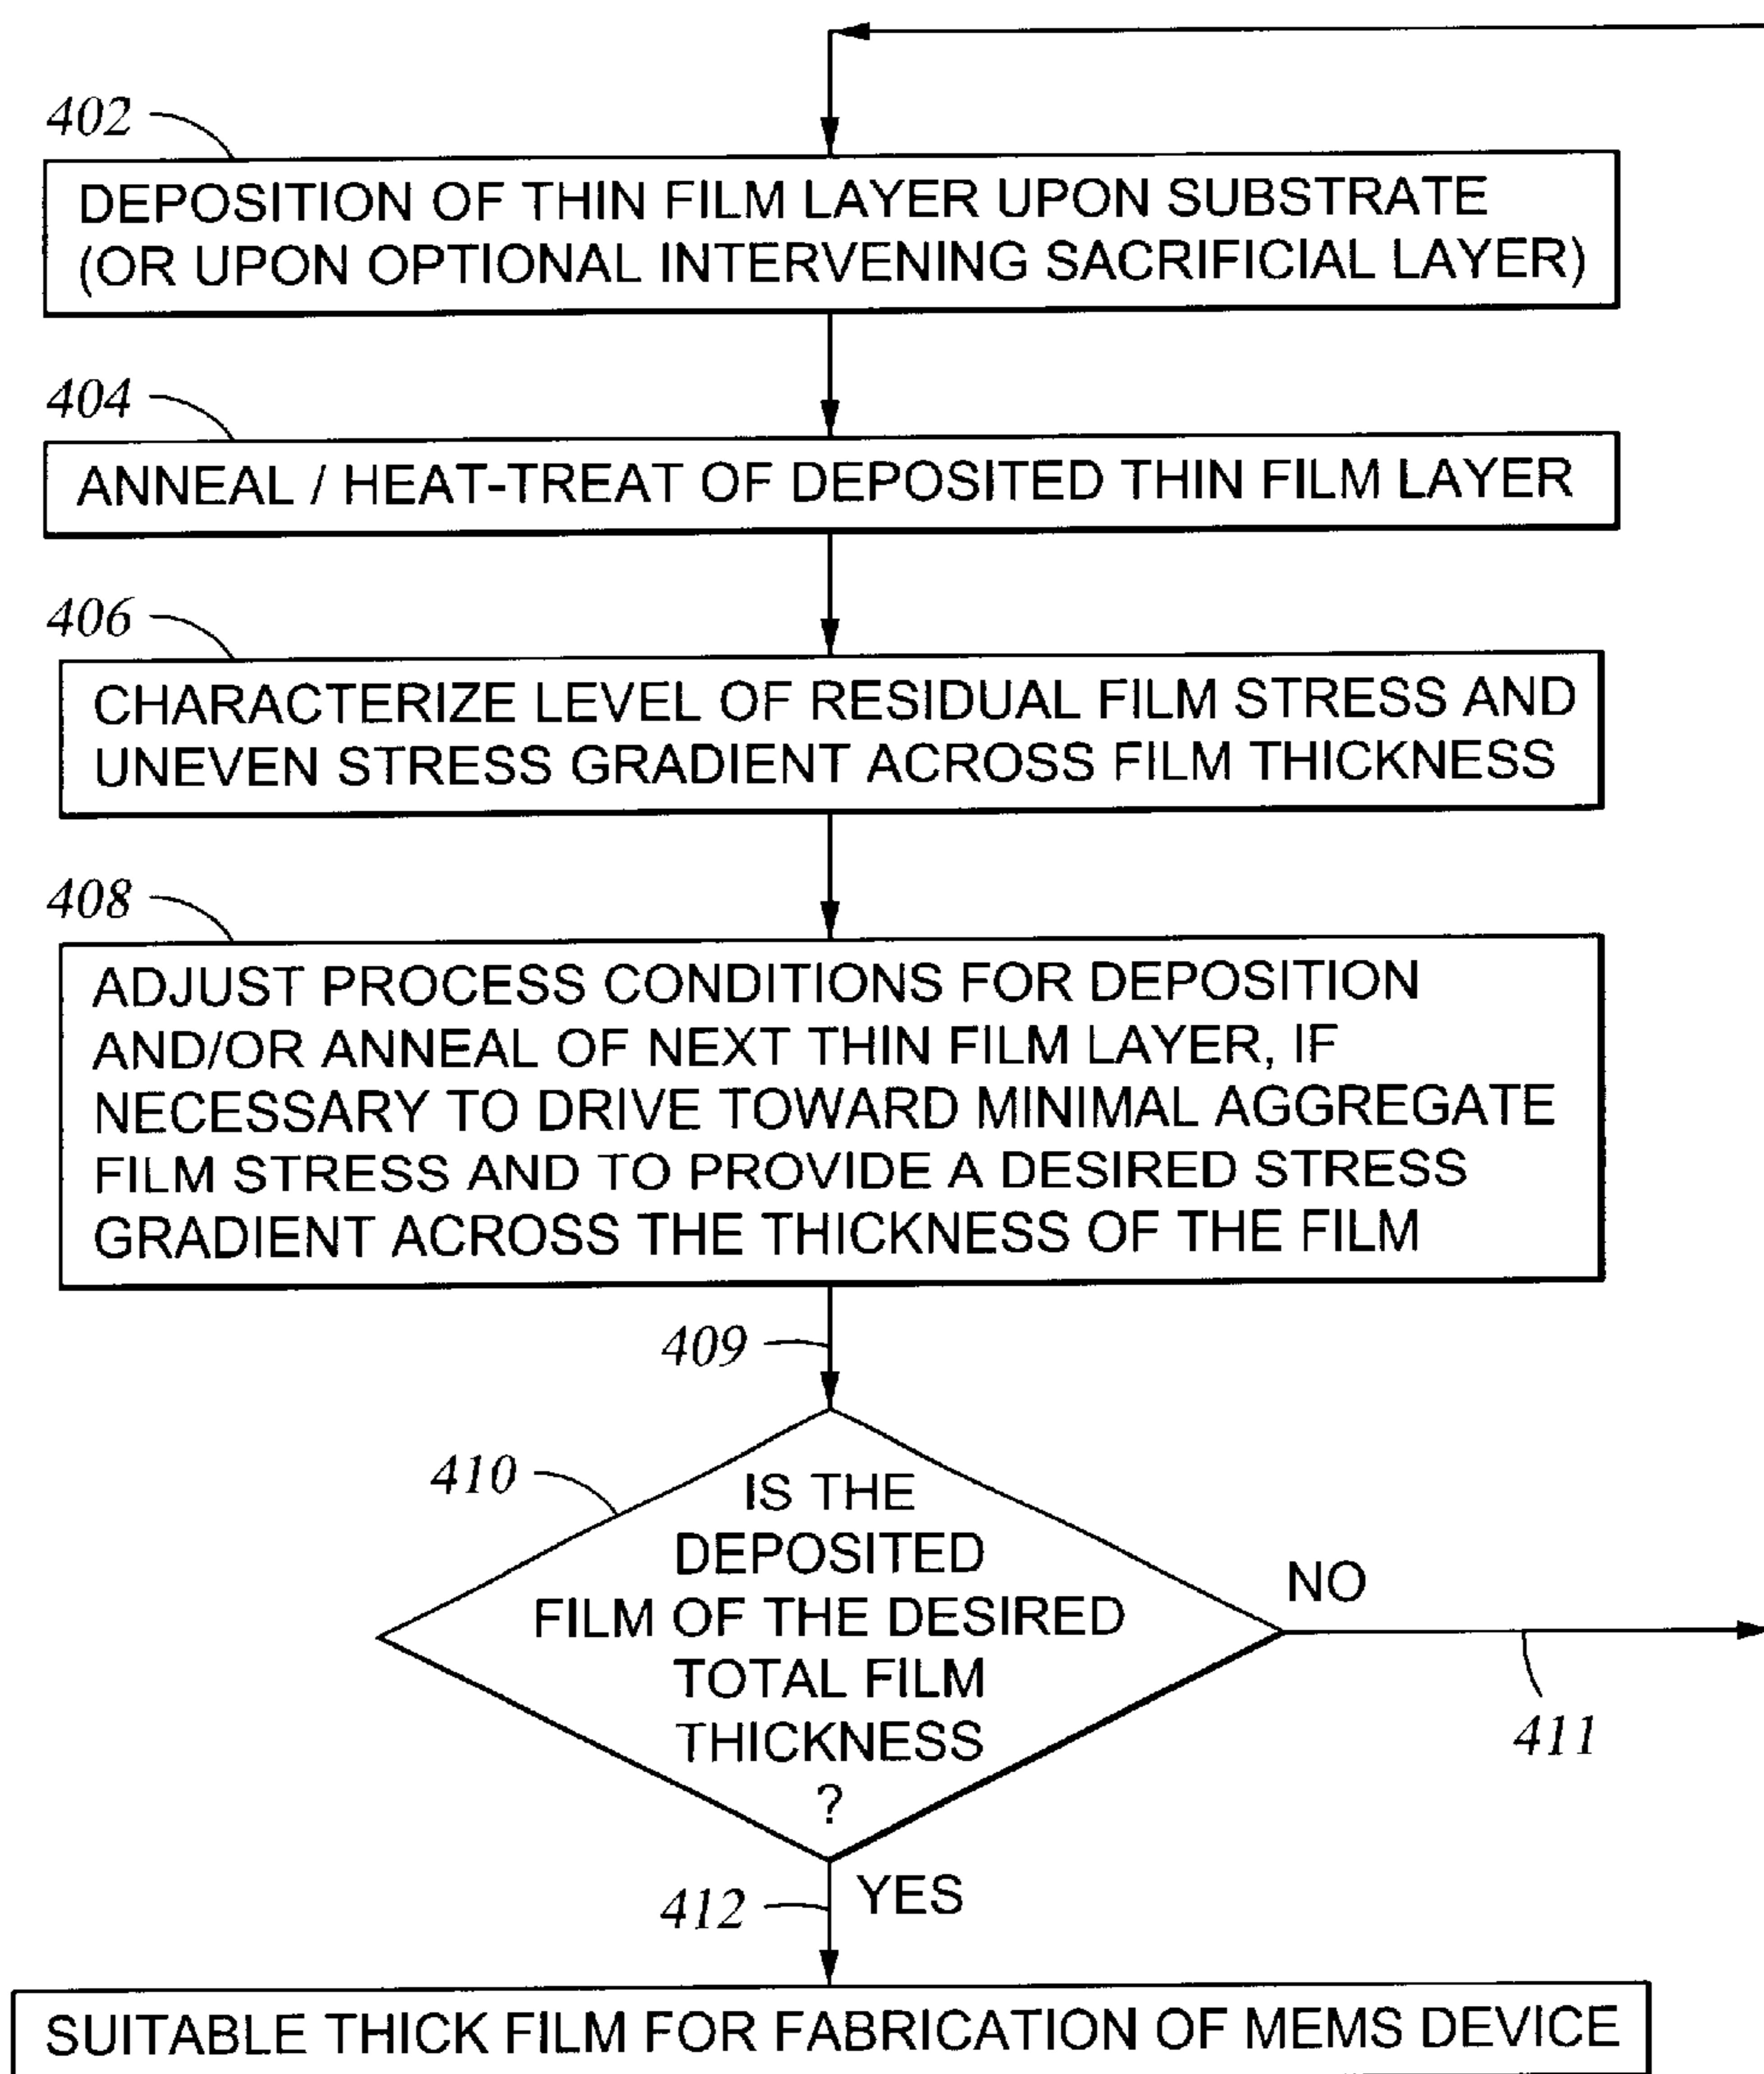 402
DEPOSITION OF THIN FILM LAYER UPON SUBSTRATE
(OR UPON OPTIONAL INTERVENING SACRIFICIAL LAYER)
404
ANNEAL / HEAT-TREAT OF DEPOSITED THIN FILM LAYER
406
CHARACTERIZE LEVEL OF RESIDUAL FILM STRESS AND
UNEVEN STRESS GRADIENT ACROSS FILM THICKNESS
408
ADJUST PROCESS CONDITIONS FOR DEPOSITION
AND/OR ANNEAL OF NEXT THIN FILM LAYER, IF
NECESSARY TO DRIVE TOWARD MINIMAL AGGREGATE
FILM STRESS AND TO PROVIDE A DESIRED STRESS
GRADIENT ACROSS THE THICKNESS OF THE FILM
409
410
IS THE
DEPOSITED
FILM OF THE DESIRED
TOTAL FILM
THICKNESS
?
NO
411
412
YES
SUITABLE THICK FILM FOR FABRICATION OF MEMS DEVICE